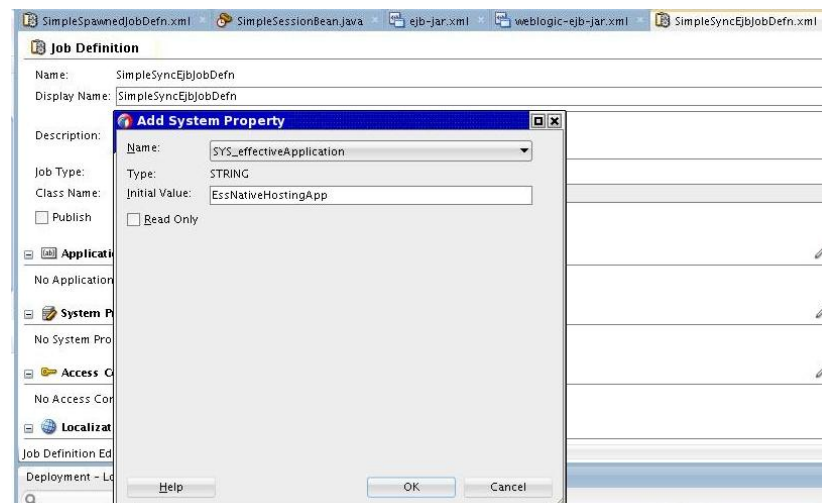 SimpleSpawnedJobDefn.xml SimpleSessionBean.java ejb-jar.xml weblogic-ejb-jar.xml SimpleSyncEjbJobDefn.xml
Job Definition
Name: SimpleSyncEjbJobDefn
Display Name: SimpleSyncEjbJobDefn
Add System Property
Description:
Name: SYS_effectiveApplication
Job Type:
Type: STRING
Class Name:
Initial Value: EssNativeHostingApp
Publish
Read Only
Applicati
No Application
System P
No System Pro
Access C
No Access Con
Localizat
Job Definition Ed
Deployment - Lo
Help OK Cancel